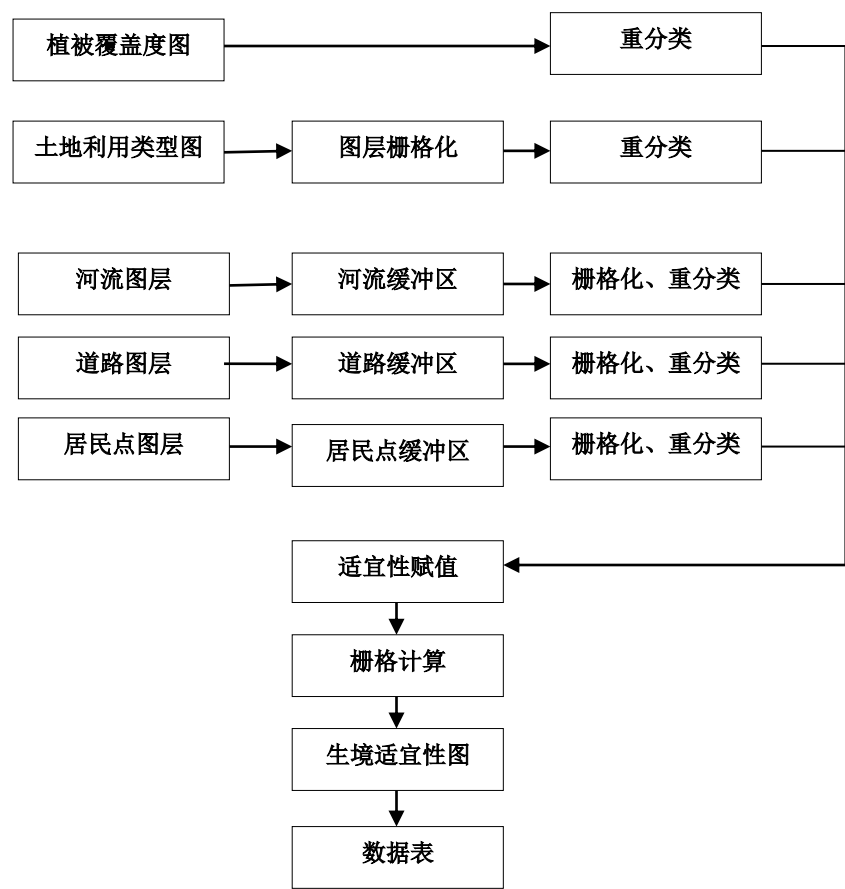 植被覆盖度图
重分类
土地利用类型图
图层栅格化
重分类
河流图层
河流缓冲区
栅格化、重分类
道路图层
道路缓冲区
栅格化、重分类
居民点图层
居民点缓冲区
栅格化、重分类
适宜性赋值
栅格计算
生境适宜性图
数据表